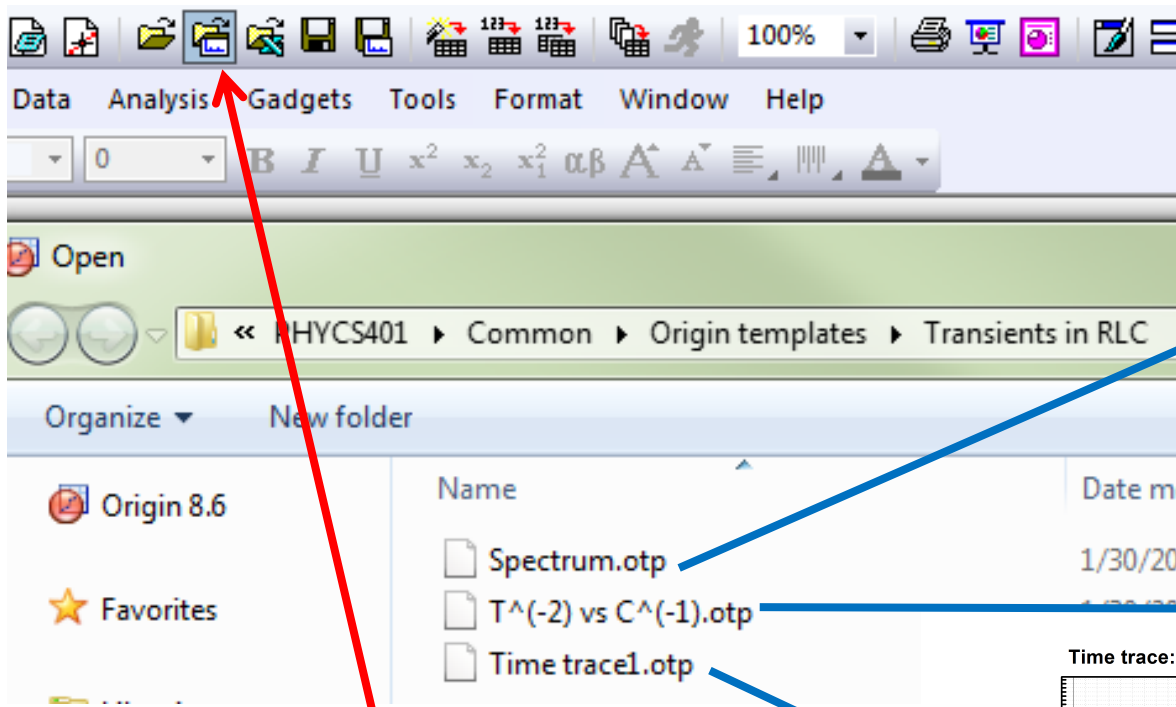 123 123
100%
Data Analysis Gadgets Tools Format Window Help
0 B I U x² x₂ x²₁ αβ A A A
Open
« PHYCS401 Common Origin templates Transients in RLC
Organize New folder
Name Date m
Origin 8.6
Spectrum.otp 1/30/20
Favorites
T^(-2) vs C^(-1).otp
Time trace1.otp
Time trace: